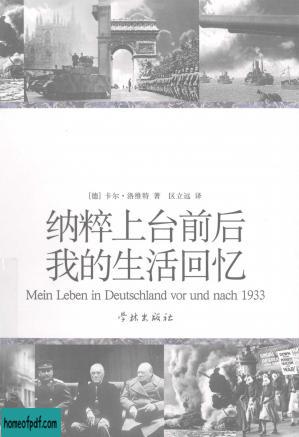 [德] 卡尔·洛维特 著 区立远 译
纳粹上台前后
我的生活回忆
Mein Leben in Deutschland vor und nach 1933
学林出版社
homeofpdf.com